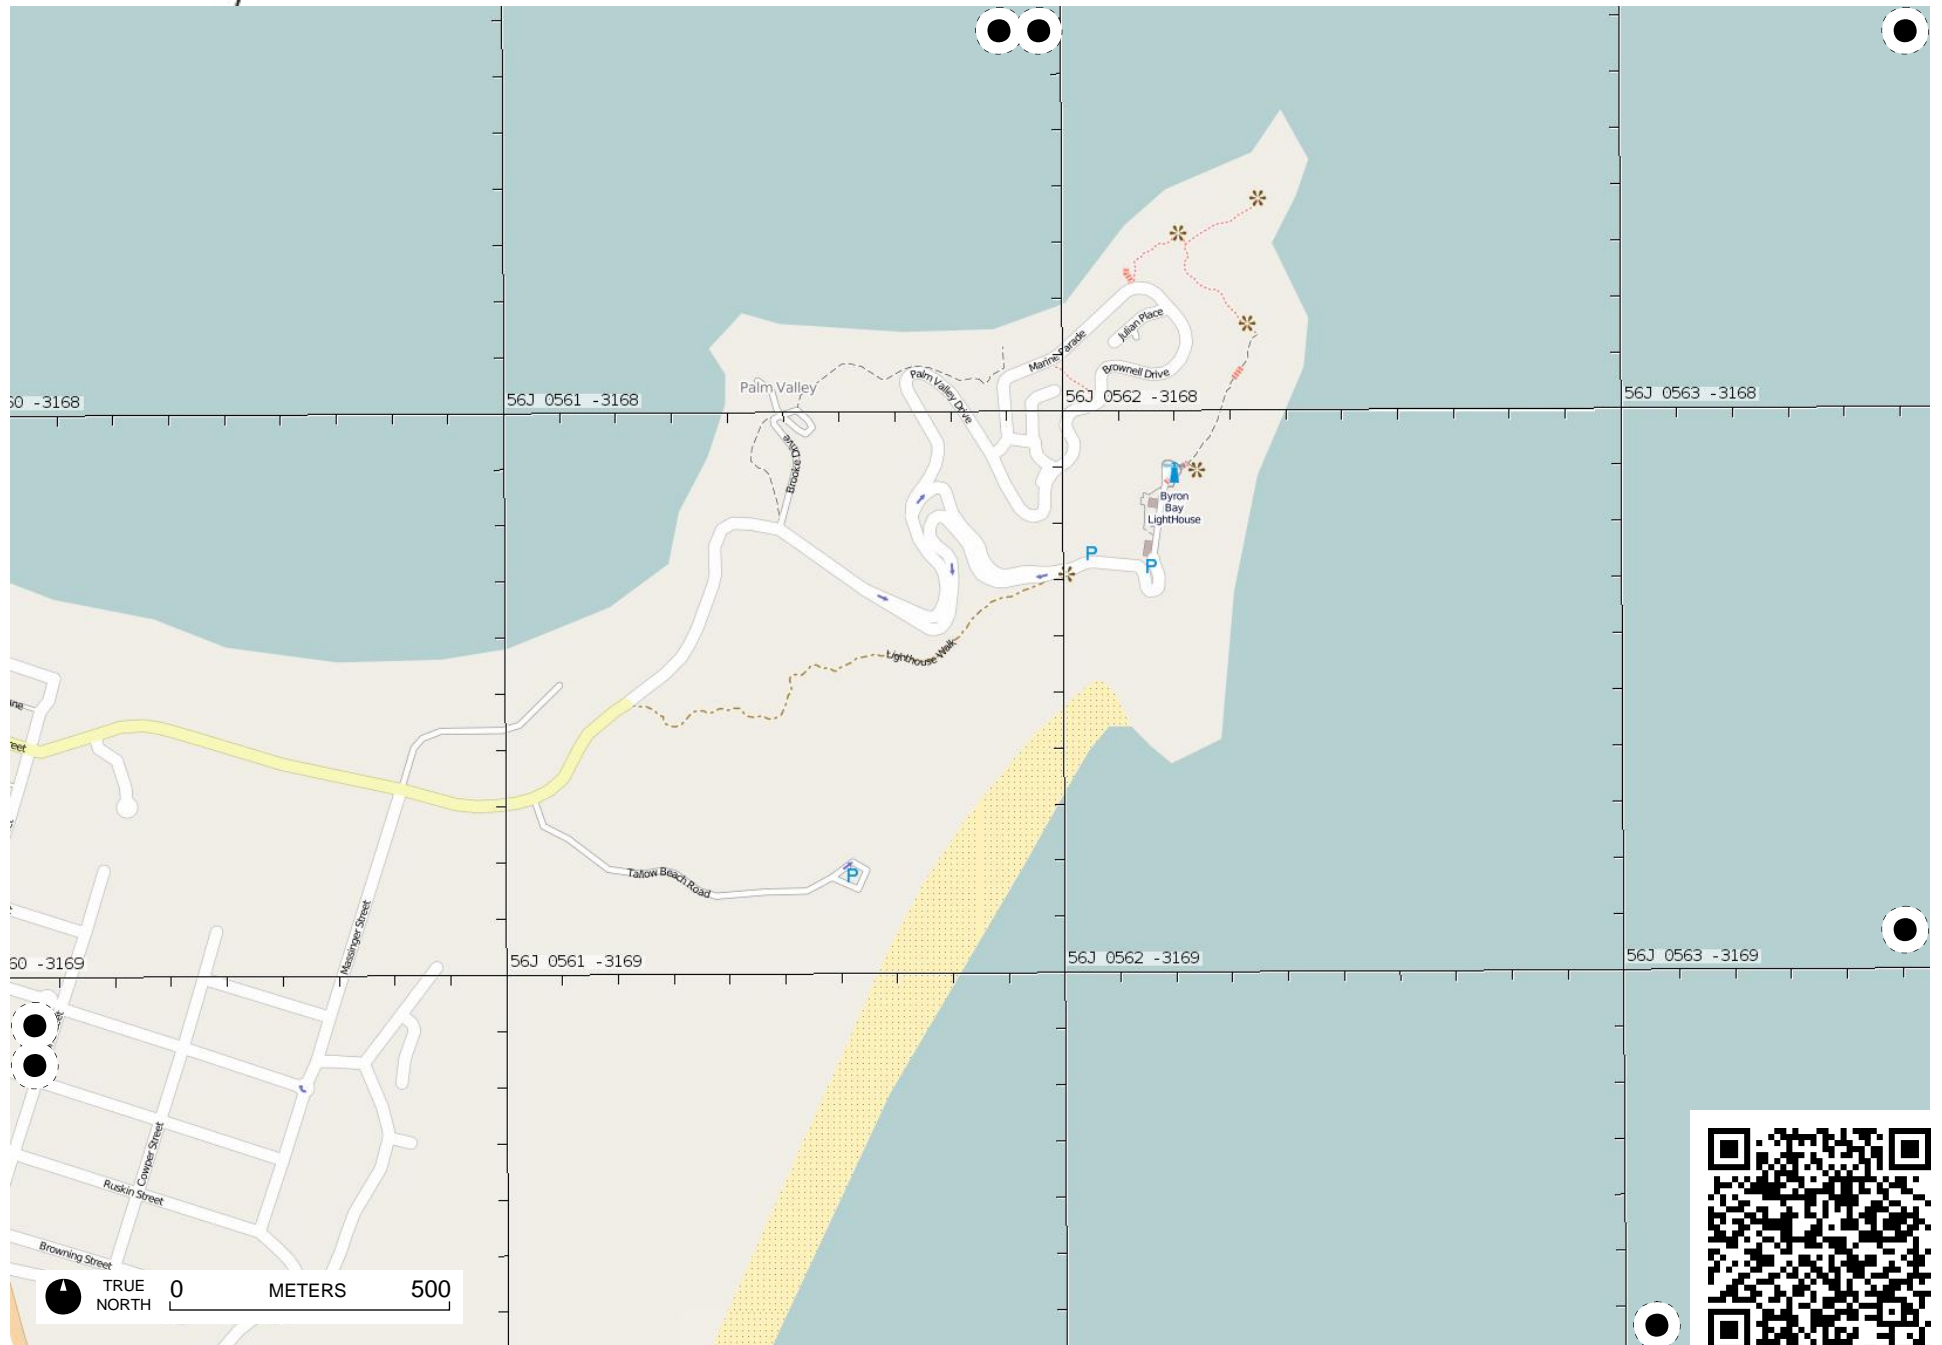 Palm Valley
Palm Valley Drive
Marine Parade
Julian Place
Brownell Drive
60 -3168
56J 0561 -3168
56J 0562 -3168
56J 0563 -3168
Brooke Drive
Byron
Bay
LightHouse
P
P
Lighthouse Walk
Tallow Beach Road
P
Massinger Street
60 -3169
56J 0561 -3169
56J 0562 -3169
56J 0563 -3169
Cowper Street
Ruskin Street
Browning Street
TRUE
NORTH
0 METERS 500